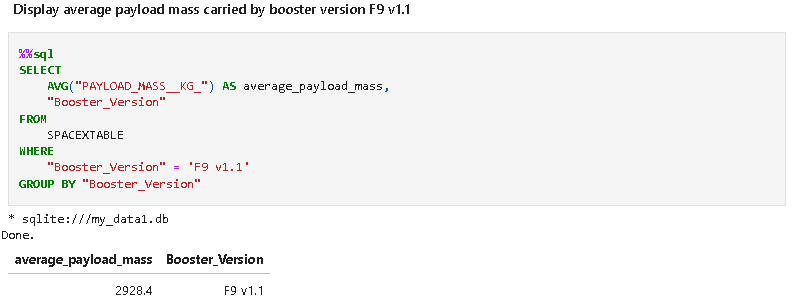 Display average payload mass carried by booster version F9 v1.1
%%sql
SELECT
    AVG("PAYLOAD_MASS__KG_") AS average_payload_mass,
    "Booster_Version"
FROM
    SPACEXTABLE
WHERE
    "Booster_Version" = 'F9 v1.1'
GROUP BY "Booster_Version"
* sqlite:///my_data1.db
Done.
average_payload_mass Booster_Version
2928.4 F9 v1.1